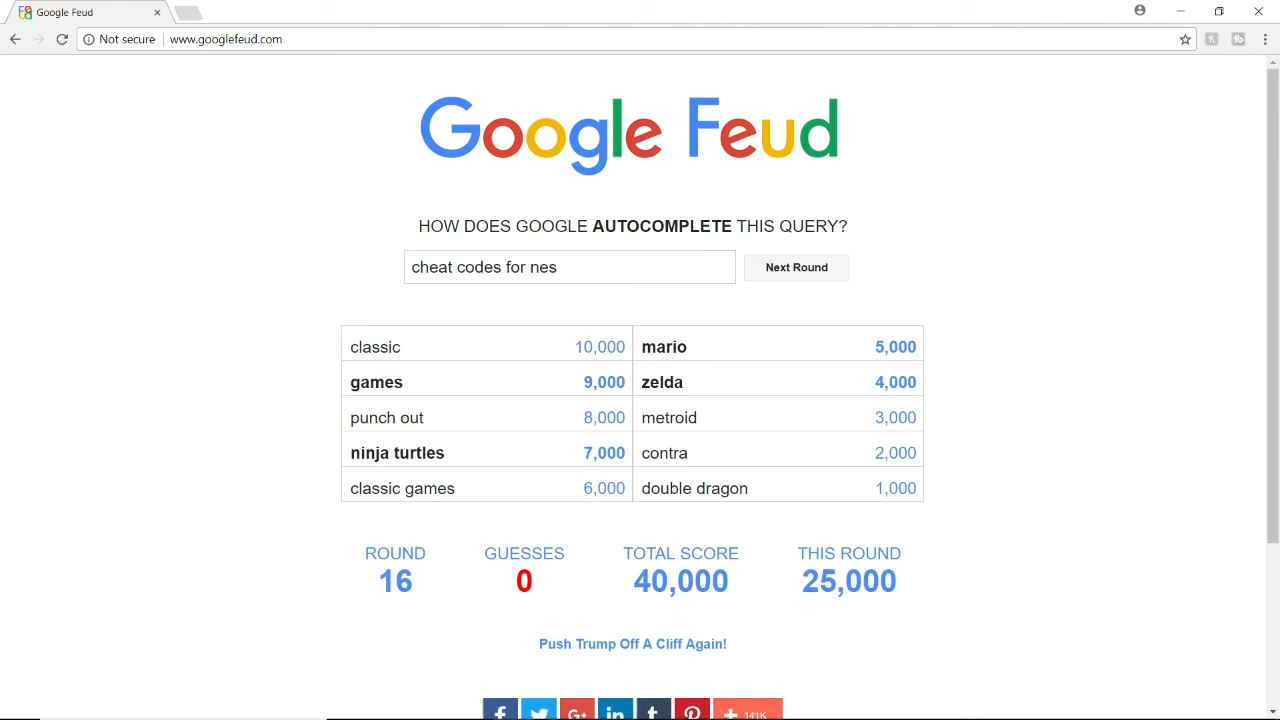 Google Feud
Not secure www.googlefeud.com
Google Feud
HOW DOES GOOGLE AUTOCOMPLETE THIS QUERY?
cheat codes for nes Next Round
classic 10,000 mario 5,000
games 9,000 zelda 4,000
punch out 8,000 metroid 3,000
ninja turtles 7,000 contra 2,000
classic games 6,000 double dragon 1,000
ROUND GUESSES TOTAL SCORE THIS ROUND
16 0 40,000 25,000
Push Trump Off A Cliff Again!
141K